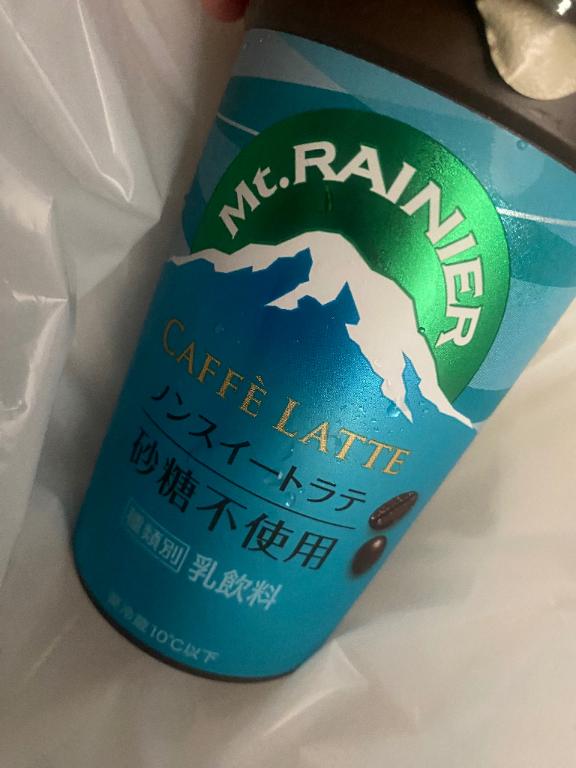 Mt.RAINIER
CAFFÈ LATTE
ノンスイートラテ
砂糖不使用
種類別 乳飲料
要冷蔵10℃以下